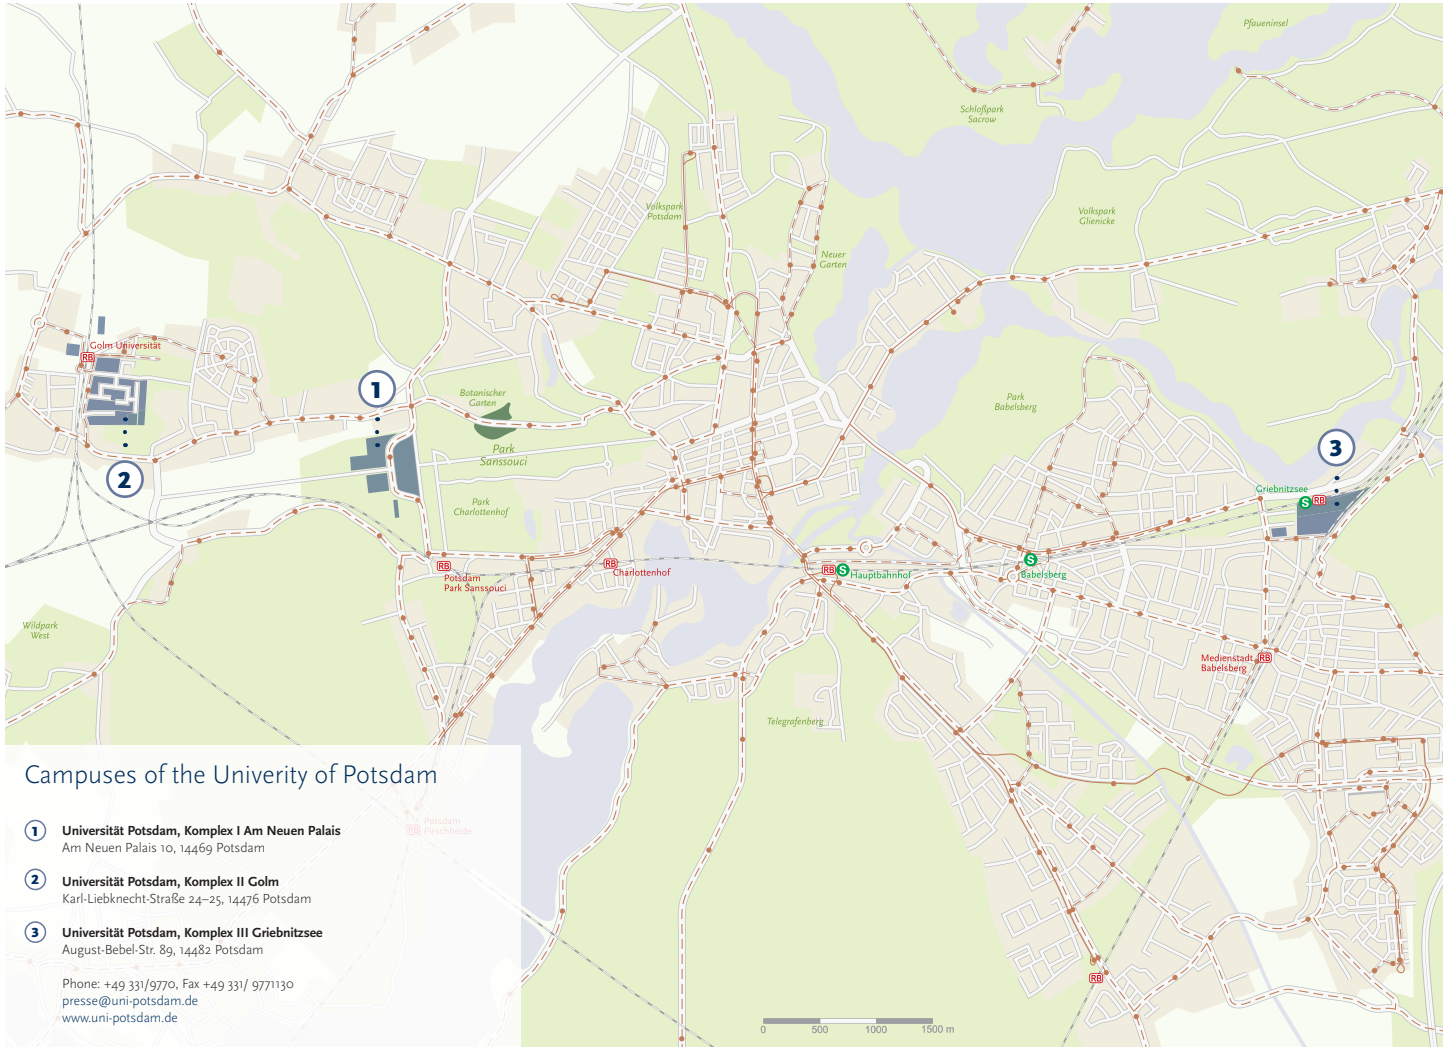 Pfaueninsel
Schloßpark
Sacrow
Volkspark
Potsdam
Volkspark
Glienicke
Neuer
Garten
Golm Universität
RB
1
Botanischer
Garten
Park
Babelsberg
Park
Sanssouci
2
3
Griebnitzsee
S
RB
Park
Charlottenhof
RB
Potsdam
Park Sanssouci
RB
Charlottenhof
RB
S
Hauptbahnhof
S
Babelsberg
Wildpark
West
Medienstadt
Babelsberg
RB
Telegrafenberg
Campuses of the Univerity of Potsdam
Potsdam
Pirschheide
RB
1
Universität Potsdam, Komplex I Am Neuen Palais
Am Neuen Palais 10, 14469 Potsdam
2
Universität Potsdam, Komplex II Golm
Karl-Liebknecht-Straße 24–25, 14476 Potsdam
3
Universität Potsdam, Komplex III Griebnitzsee
August-Bebel-Str. 89, 14482 Potsdam
Phone: +49 331/9770, Fax +49 331/ 9771130
presse@uni-potsdam.de
www.uni-potsdam.de
RB
0 500 1000 1500 m